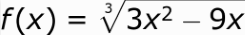 f(x) = ∛(3x² − 9x)